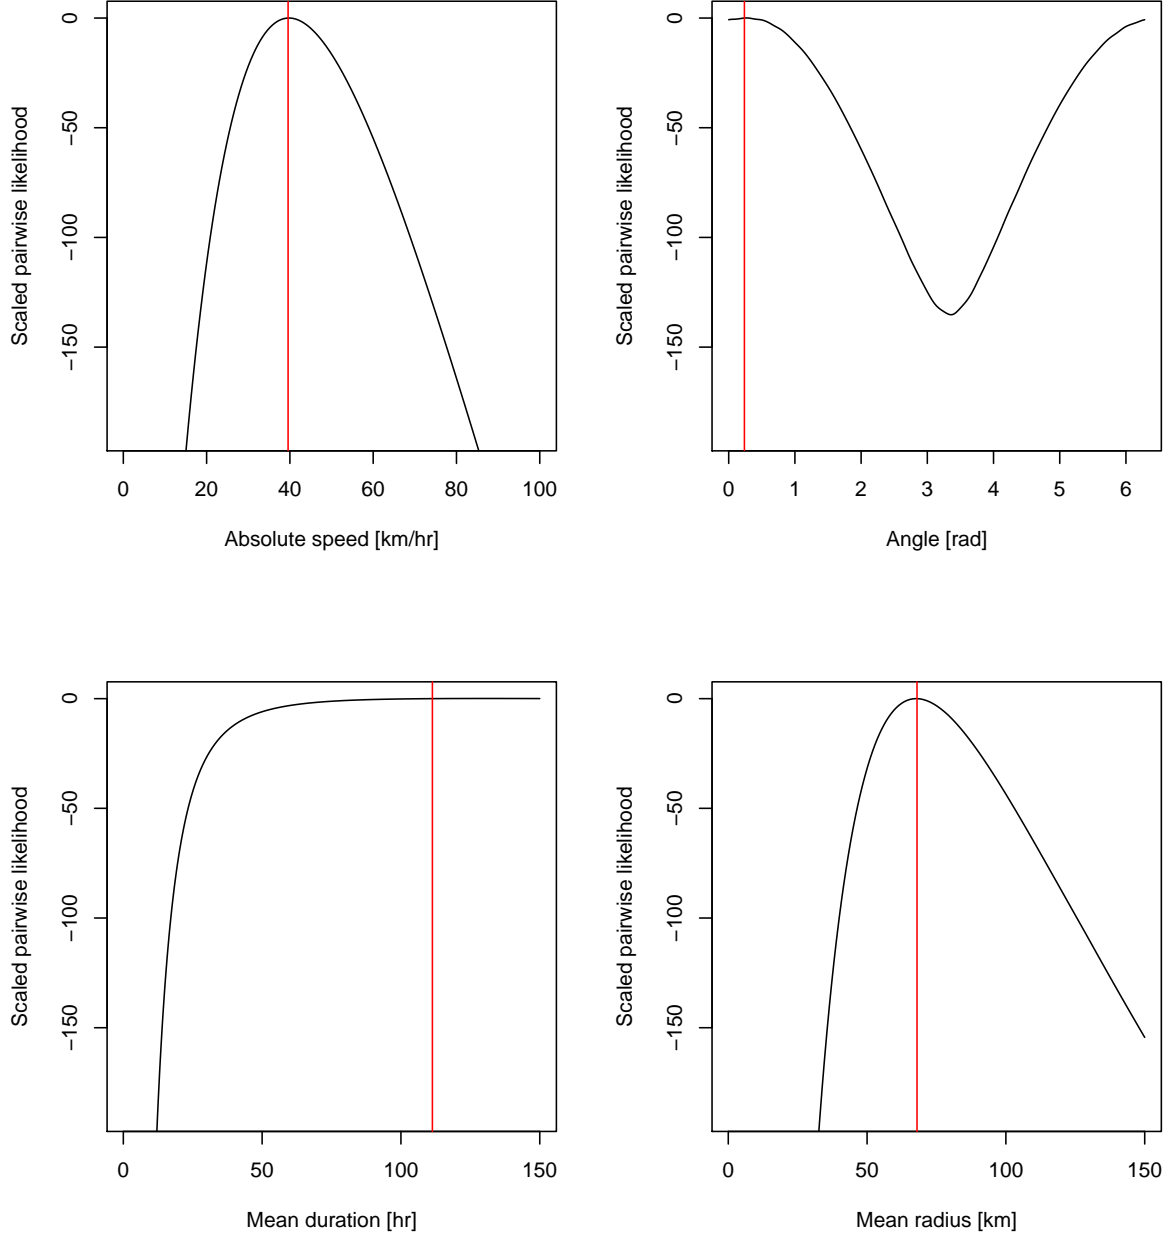 Scaled pairwise likelihood
0
−50
−100
−150
0 20 40 60 80 100
Absolute speed [km/hr]
Scaled pairwise likelihood
0
−50
−100
−150
0 1 2 3 4 5 6
Angle [rad]
Scaled pairwise likelihood
0
−50
−100
−150
0 50 100 150
Mean duration [hr]
Scaled pairwise likelihood
0
−50
−100
−150
0 50 100 150
Mean radius [km]